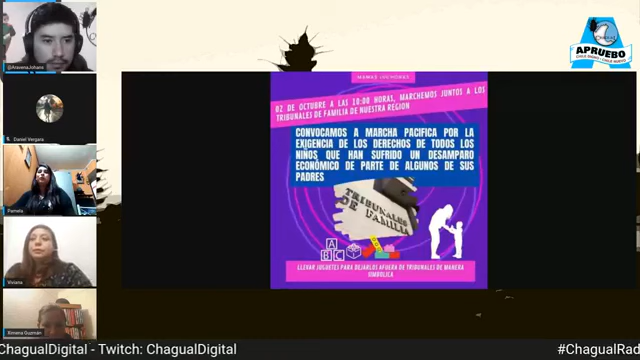 @AravenaJohans
Daniel Vergara
Pamela
Viviana
Ximena Guzmán
APRUEBO
02 DE OCTUBRE A LAS 10:00 HORAS, MARCHEMOS JUNTOS A LOS
TRIBUNALES DE FAMILIA DE NUESTRA REGION
CONVOCAMOS A MARCHA PACIFICA POR LA
EXIGENCIA DE LOS DERECHOS DE TODOS LOS
NIÑOS QUE HAN SUFRIDO UN DESAMPARO
ECONÓMICO DE PARTE DE ALGUNOS DE SUS
PADRES
TRIBUNALES
DE FAMILIA
A
B C
LLEVAR JUGUETES PARA DEJARLOS AFUERA DE TRIBUNALES DE MANERA
SIMBOLICA
ChagualDigital - Twitch: ChagualDigital
#ChagualRad